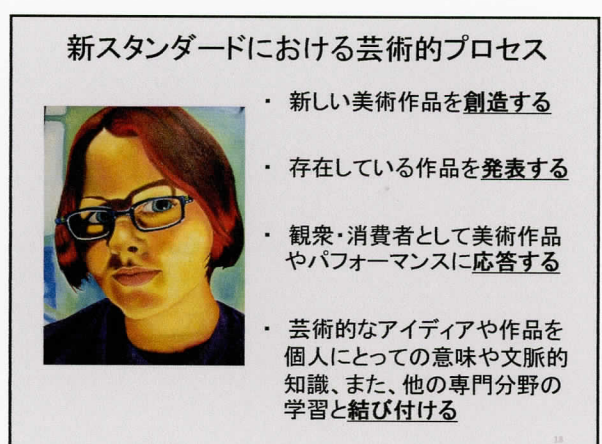 新スタンダードにおける芸術的プロセス
・ 新しい美術作品を創造する
・ 存在している作品を発表する
・ 観衆・消費者として美術作品
やパフォーマンスに応答する
・ 芸術的なアイディアや作品を
個人にとっての意味や文脈的
知識、また、他の専門分野の
学習と結び付ける
18